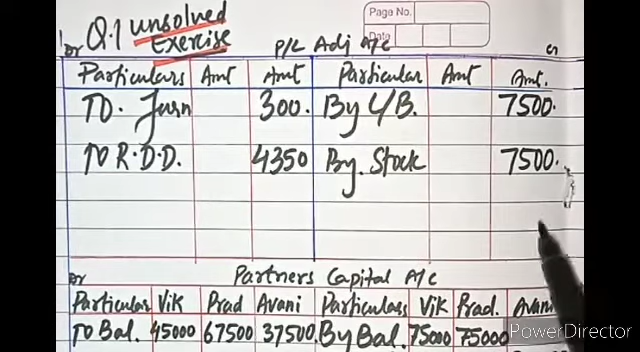 Page No.
Date
Q.1 unsolved Exercise
Dr P/L Adj A/C Cr
Particulars Amt Amt Particular Amt Amt.
TO. Furn 300. By L/B. 7500.
TO R.D.D. 4350 By. Stock 7500.
Dr Partners Capital A/C
Particular Vik Prad Avani Particulars Vik Prad. Avani
To Bal. 45000 67500 37500. By Bal. 75000 75000
PowerDirector